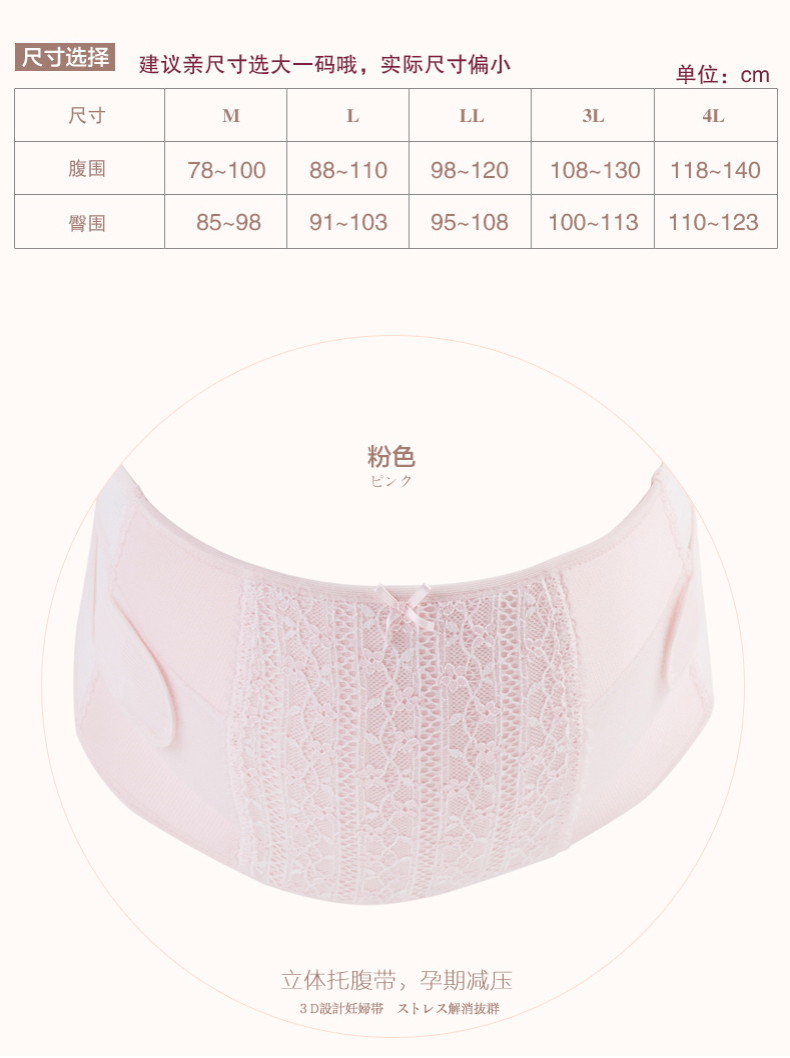 尺寸选择
建议亲尺寸选大一码哦，实际尺寸偏小
单位：cm
尺寸 M L LL 3L 4L
腹围 78~100 88~110 98~120 108~130 118~140
臀围 85~98 91~103 95~108 100~113 110~123
粉色
ピンク
立体托腹带，孕期减压
3D設計妊婦帯 ストレス解消抜群